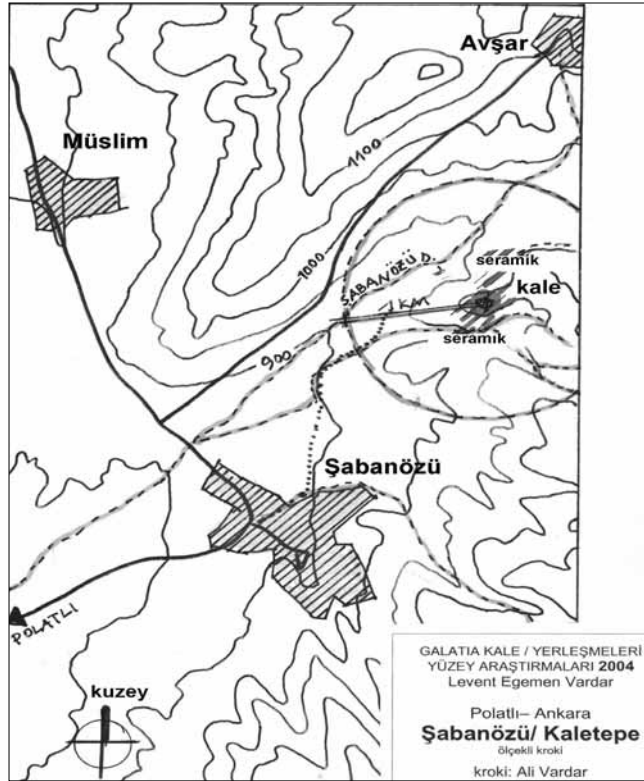 Avşar
Müslim
1100
1000
ŞABANÖZÜ D.
seramik
kale
1 KM
seramik
900
Şabanözü
POLATLI
kuzey
GALATIA KALE / YERLEŞMELERİ
YÜZEY ARAŞTIRMALARI 2004
Levent Egemen Vardar
Polatlı– Ankara
Şabanözü/ Kaletepe
ölçekli kroki
kroki: Ali Vardar